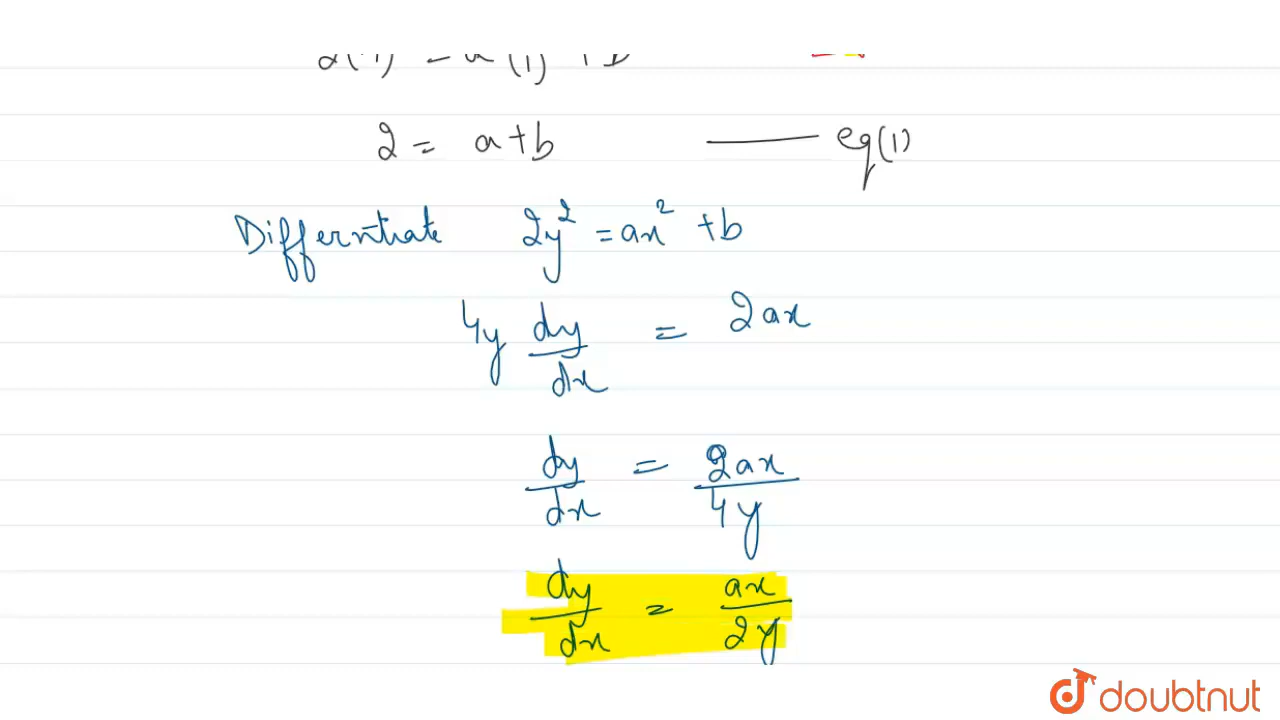 2 = a+b —— eq(1)
Differntiate 2y² = ax² + b
4y dy/dx = 2ax
dy/dx = 2ax/4y
dy/dx = ax/2y
doubtnut